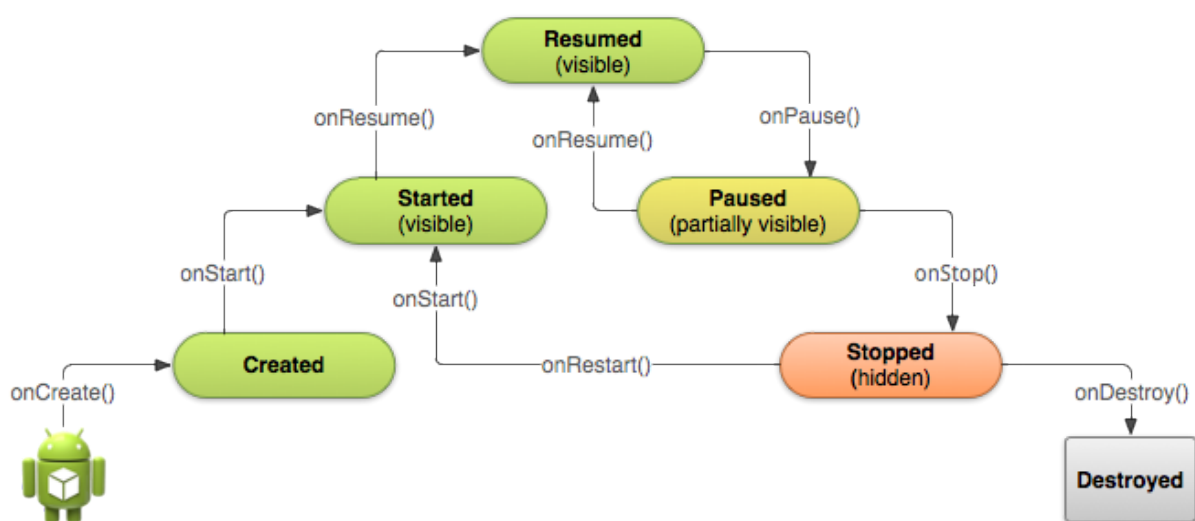 Resumed
(visible)
onResume()
onResume()
onPause()
Started
(visible)
Paused
(partially visible)
onStart()
onStart()
onStop()
Created
onRestart()
Stopped
(hidden)
onCreate()
onDestroy()
Destroyed